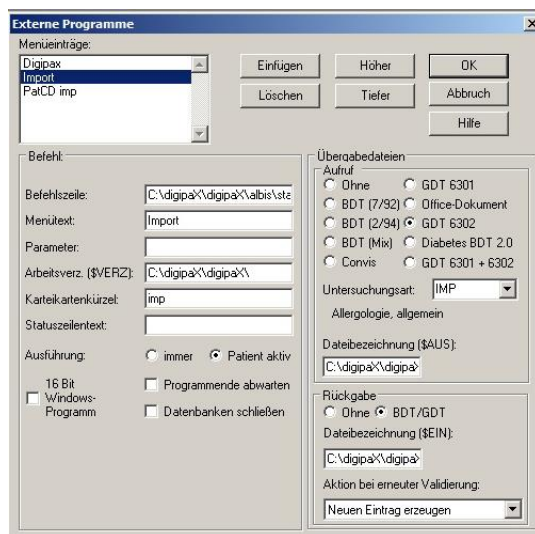 Externe Programme
Menüeinträge:
Digipax
Import
PatCD imp
Einfügen Höher OK
Löschen Tiefer Abbruch
Hilfe
Befehl:
Befehlszeile: C:\digipaX\digipaX\albis\sta
Menütext: Import
Parameter:
Arbeitsverz. ($VERZ): C:\digipaX\digipaX\
Karteikartenkürzel: imp
Statuszeilentext:
Ausführung: immer Patient aktiv
16 Bit Windows-Programm
Programmende abwarten
Datenbanken schließen
Übergabedateien
Aufruf
Ohne GDT 6301
BDT (7/92) Office-Dokument
BDT (2/94) GDT 6302
BDT (Mix) Diabetes BDT 2.0
Convis GDT 6301 + 6302
Untersuchungsart: IMP
Allergologie, allgemein
Dateibezeichnung ($AUS):
C:\digipaX\digipaX
Rückgabe
Ohne BDT/GDT
Dateibezeichnung ($EIN):
C:\digipaX\digipaX
Aktion bei erneuter Validierung:
Neuen Eintrag erzeugen